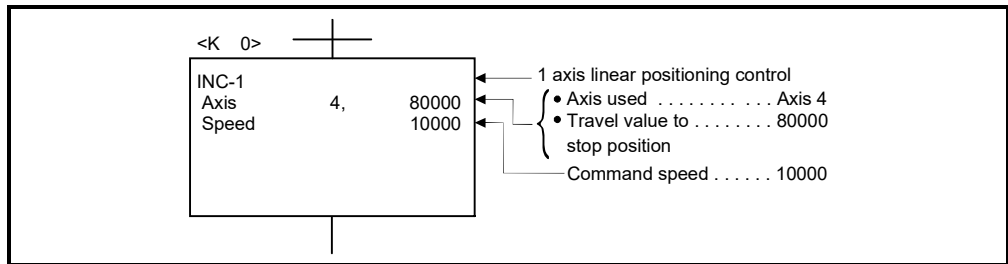 <K 0>
INC-1
Axis 4, 80000
Speed 10000
1 axis linear positioning control
• Axis used . . . . . . . . . . . Axis 4
• Travel value to . . . . . . . . 80000
stop position
Command speed . . . . . . 10000